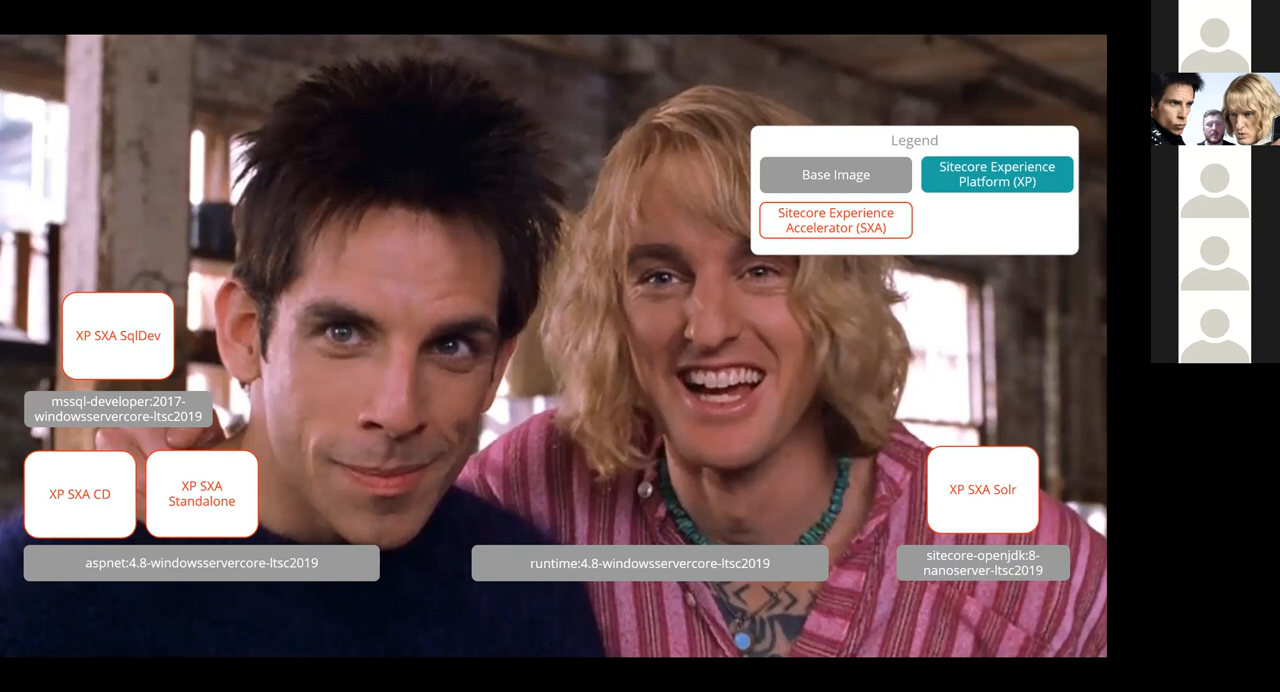 Legend
Base Image
Sitecore Experience
Platform (XP)
Sitecore Experience
Accelerator (SXA)
XP SXA SqlDev
mssql-developer:2017-
windowsservercore-ltsc2019
XP SXA CD
XP SXA
Standalone
XP SXA Solr
aspnet:4.8-windowsservercore-ltsc2019
runtime:4.8-windowsservercore-ltsc2019
sitecore-openjdk:8-
nanoserver-ltsc2019